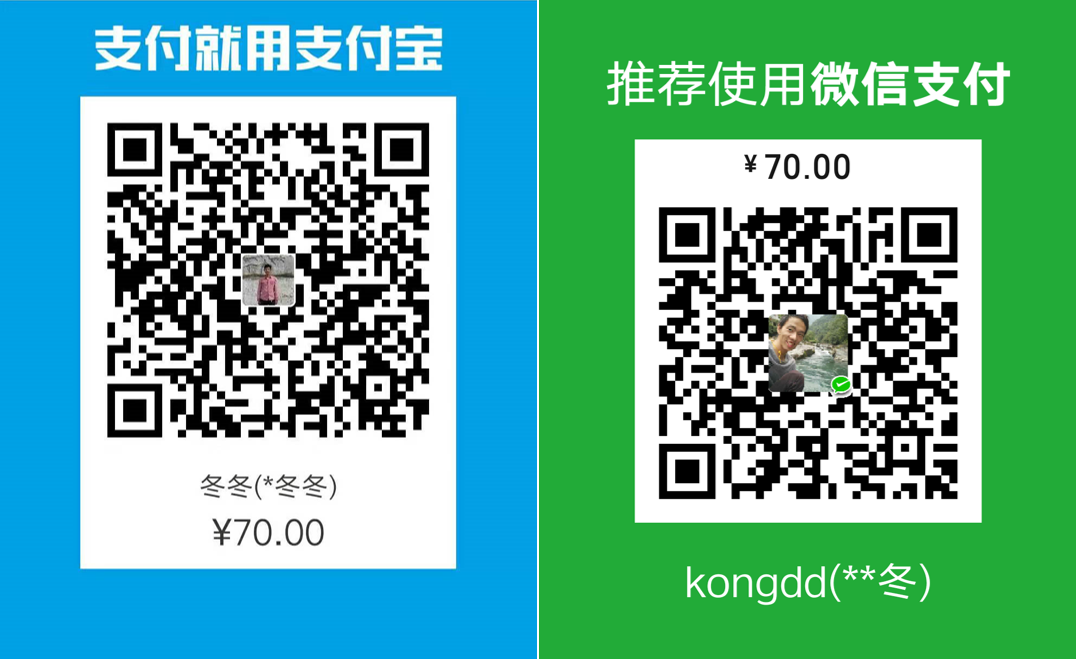 支付就用支付宝
冬冬(*冬冬)
¥70.00
推荐使用微信支付
¥70.00
kongdd(**冬)